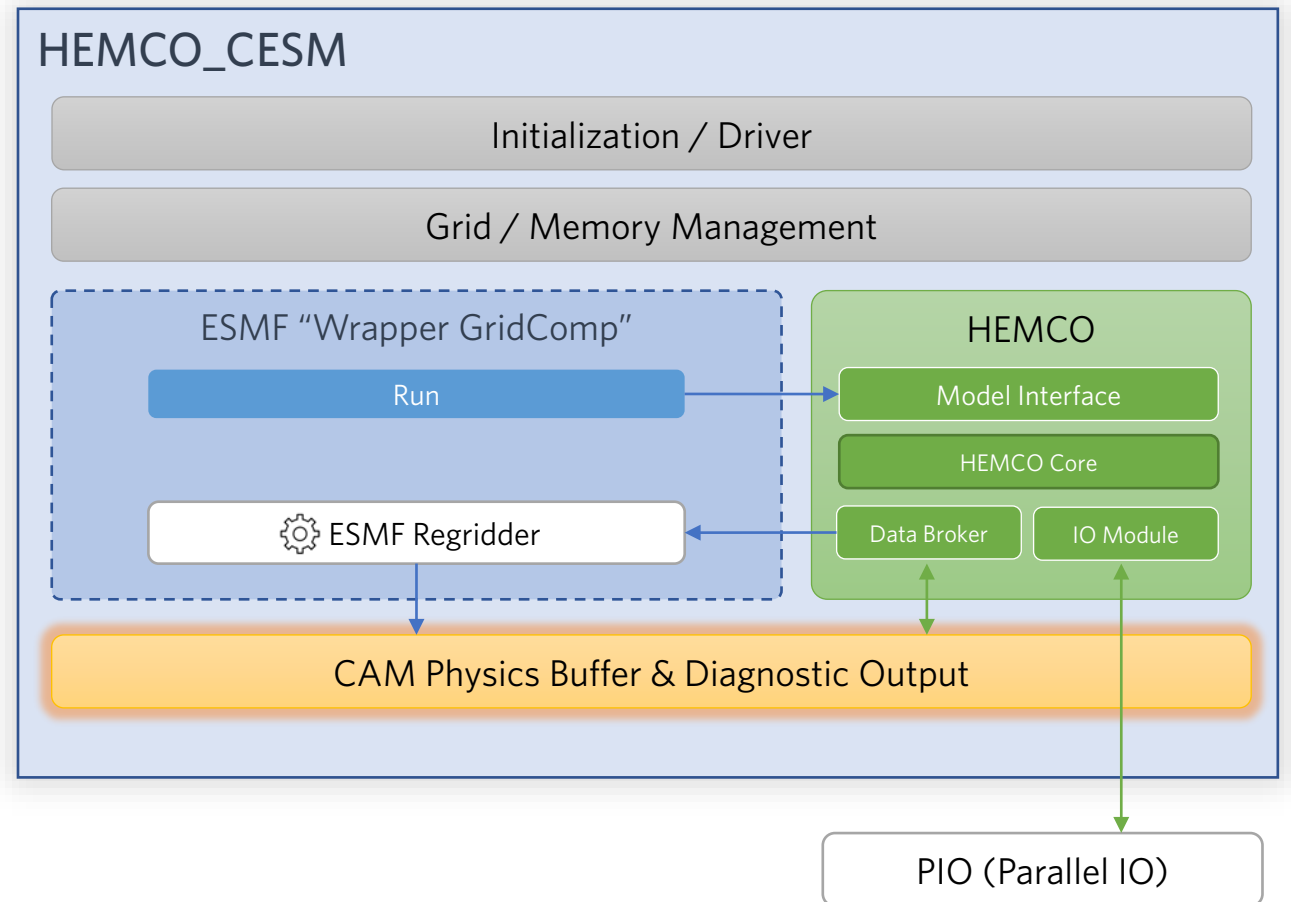 HEMCO_CESM
Initialization / Driver
Grid / Memory Management
ESMF “Wrapper GridComp”
Run
ESMF Regridder
HEMCO
Model Interface
HEMCO Core
Data Broker
IO Module
CAM Physics Buffer & Diagnostic Output
PIO (Parallel IO)